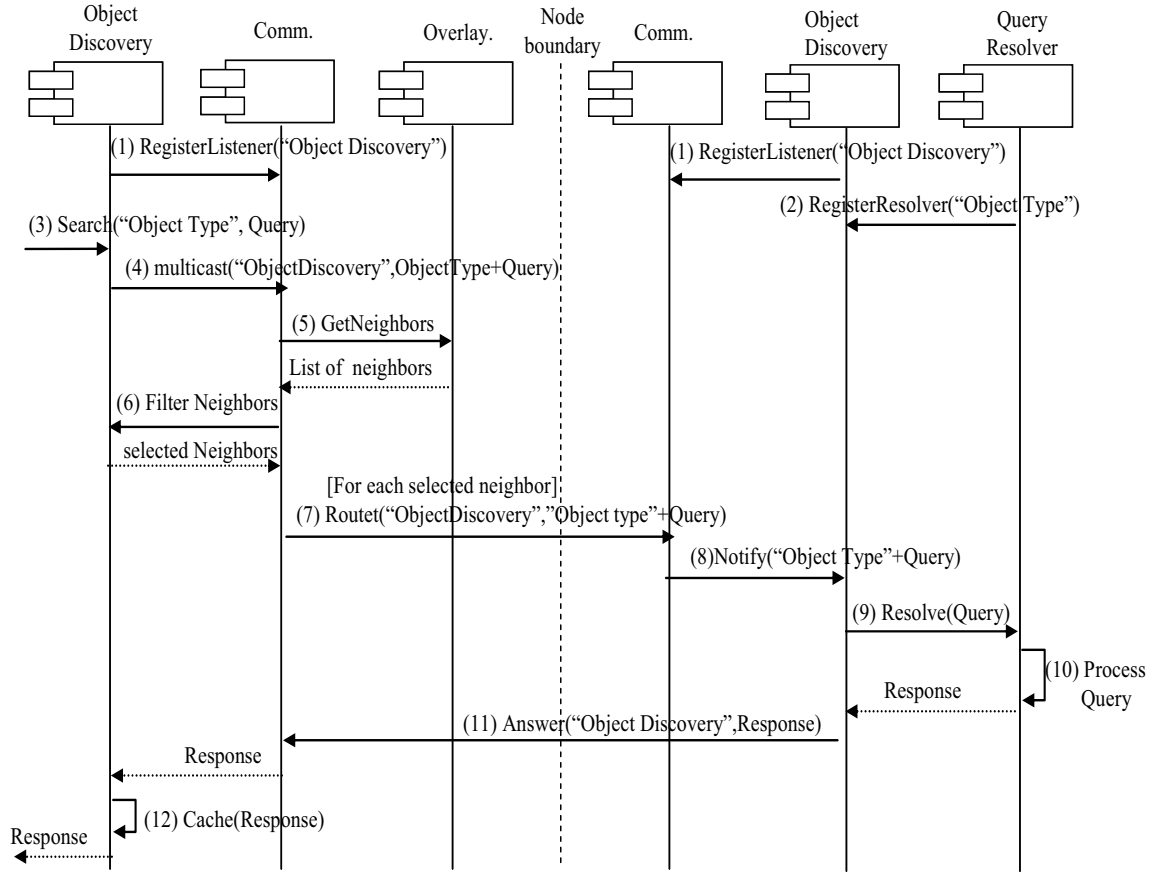 Object
Discovery
Comm.
Overlay.
Node
boundary
Comm.
Object
Discovery
Query
Resolver
(1) RegisterListener(“Object Discovery”)
(1) RegisterListener(“Object Discovery”)
(2) RegisterResolver(“Object Type”)
(3) Search(“Object Type”, Query)
(4) multicast(“ObjectDiscovery”,ObjectType+Query)
(5) GetNeighbors
List of neighbors
(6) Filter Neighbors
selected Neighbors
[For each selected neighbor]
(7) Routet(“ObjectDiscovery”,”Object type”+Query)
(8)Notify(“Object Type”+Query)
(9) Resolve(Query)
(10) Process
Query
Response
(11) Answer(“Object Discovery”,Response)
Response
(12) Cache(Response)
Response